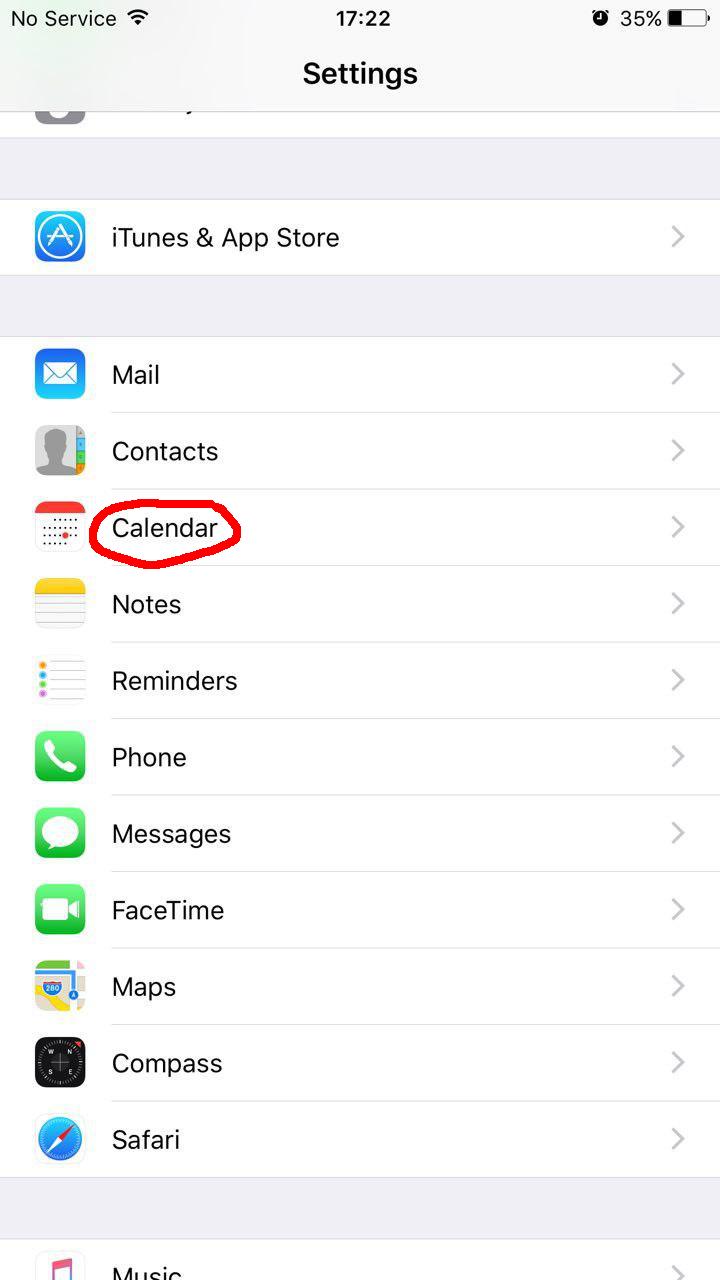 No Service 17:22 35%
Settings
iTunes & App Store
Mail
Contacts
Calendar
Notes
Reminders
Phone
Messages
FaceTime
280
Maps
W N
S E
Compass
Safari
Music